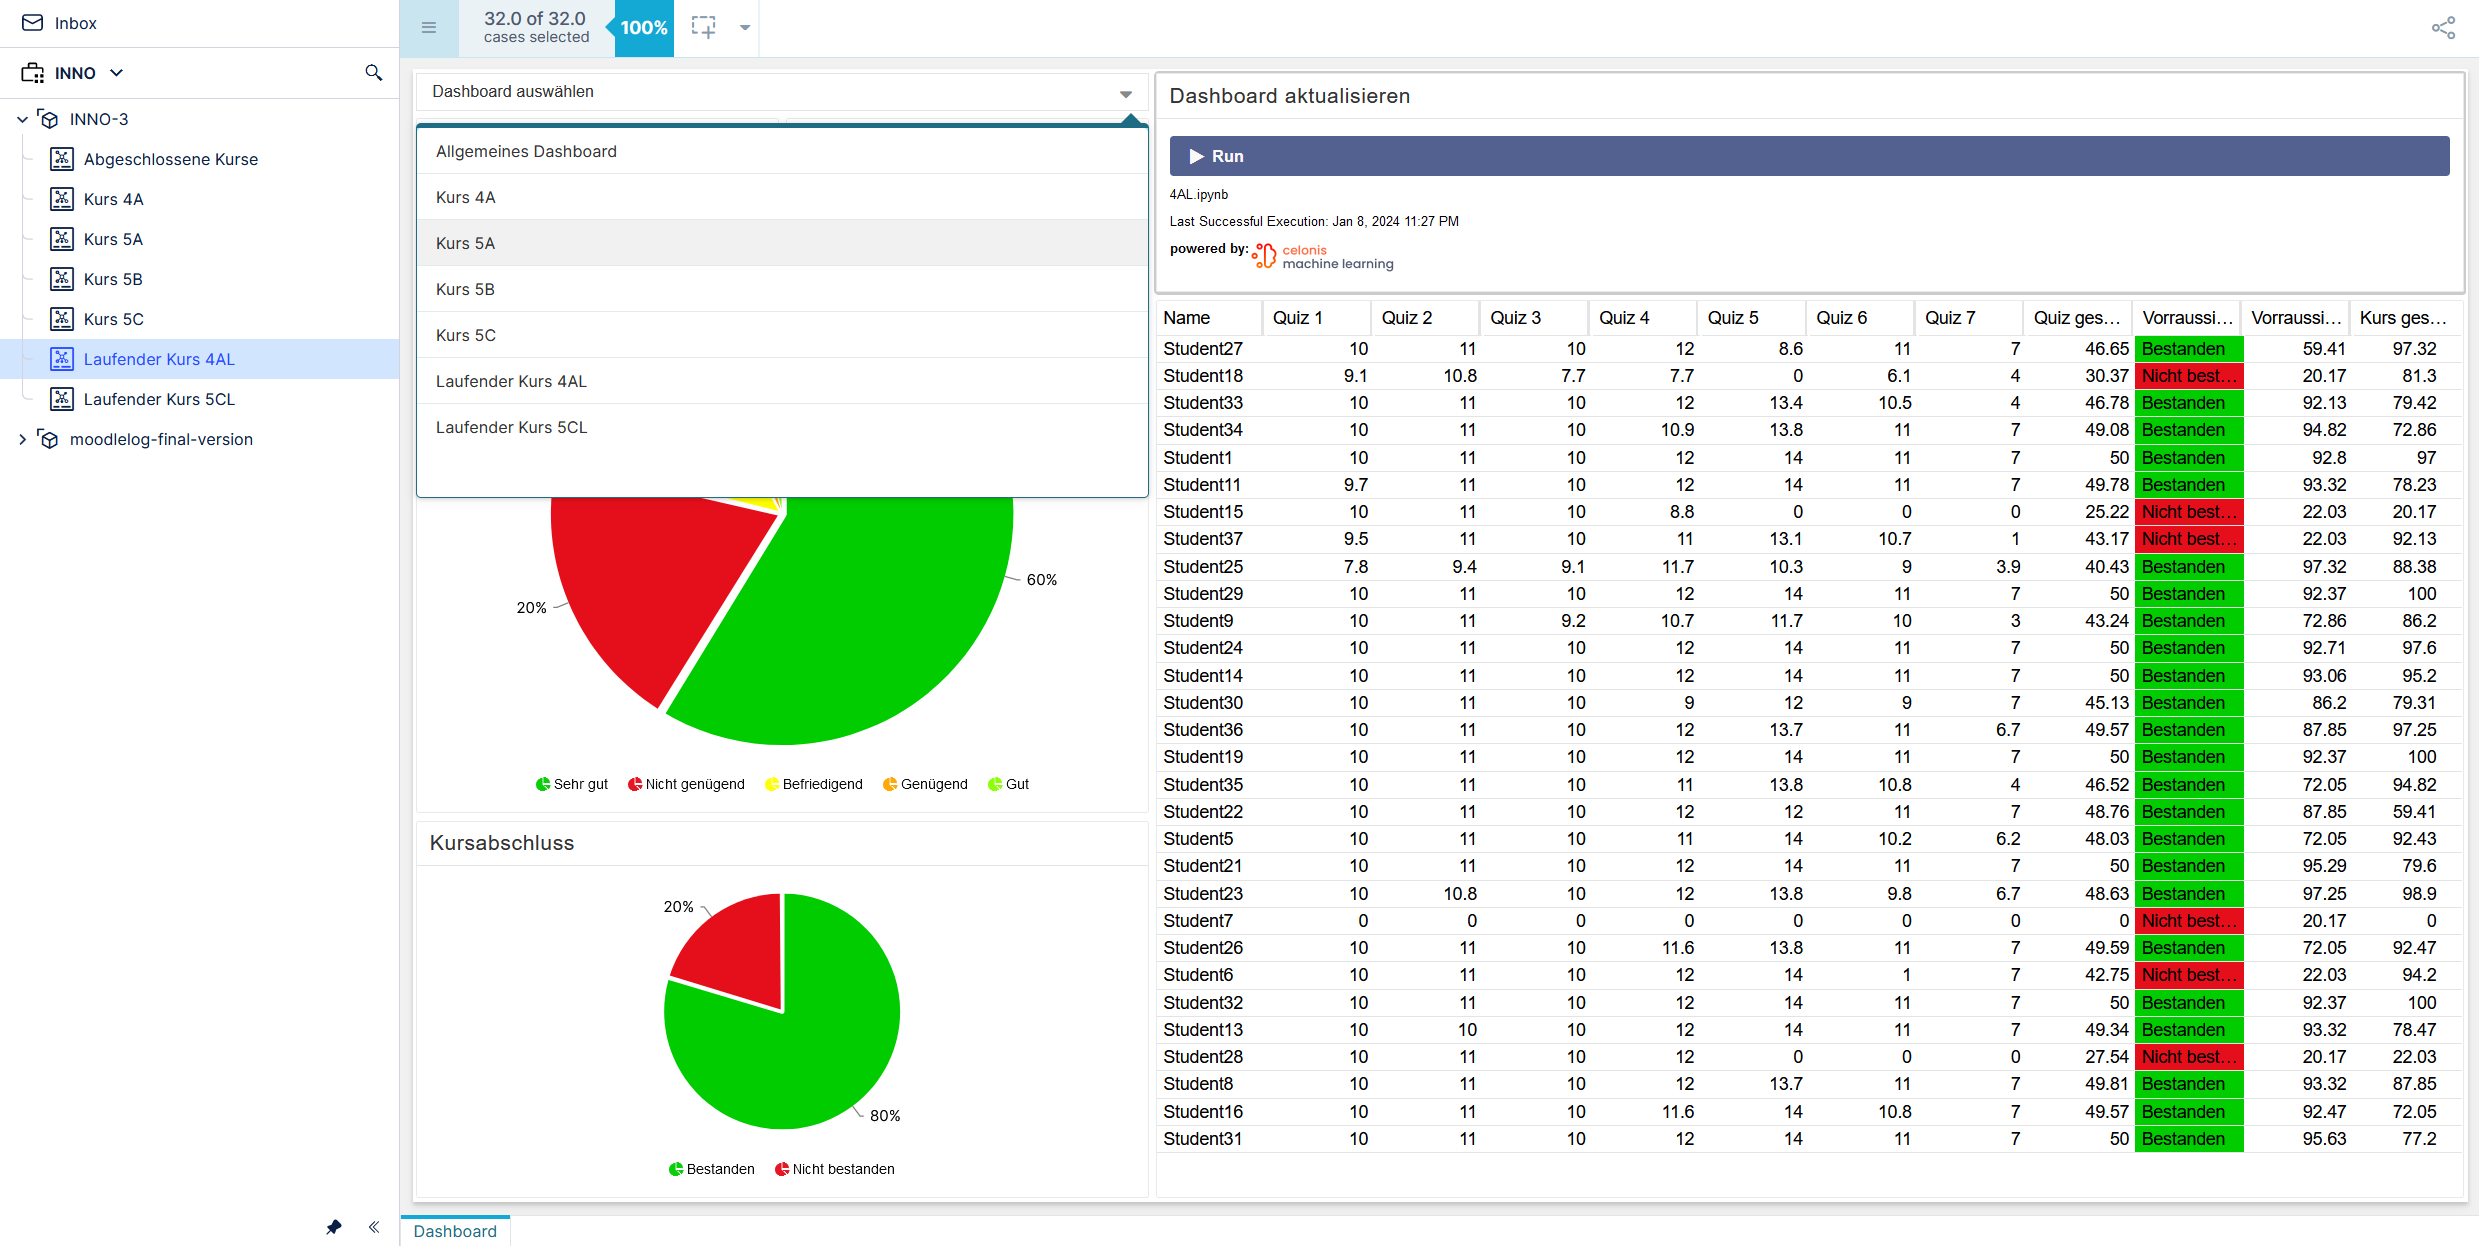 Inbox
INNO
INNO-3
Abgeschlossene Kurse
Kurs 4A
Kurs 5A
Kurs 5B
Kurs 5C
Laufender Kurs 4AL
Laufender Kurs 5CL
moodlelog-final-version
32.0 of 32.0
cases selected
100%
Dashboard auswählen
Allgemeines Dashboard
Kurs 4A
Kurs 5A
Kurs 5B
Kurs 5C
Laufender Kurs 4AL
Laufender Kurs 5CL
60%
20%
Sehr gut Nicht genügend Befriedigend Genügend Gut
Kursabschluss
20%
80%
Bestanden Nicht bestanden
Dashboard aktualisieren
Run
4AL.ipynb
Last Successful Execution: Jan 8, 2024 11:27 PM
powered by: celonis
machine learning
Name Quiz 1 Quiz 2 Quiz 3 Quiz 4 Quiz 5 Quiz 6 Quiz 7 Quiz ges... Vorraussi... Vorraussi... Kurs ges...
Student27 10 11 10 12 8.6 11 7 46.65 Bestanden 59.41 97.32
Student18 9.1 10.8 7.7 7.7 0 6.1 4 30.37 Nicht best... 20.17 81.3
Student33 10 11 10 12 13.4 10.5 4 46.78 Bestanden 92.13 79.42
Student34 10 11 10 10.9 13.8 11 7 49.08 Bestanden 94.82 72.86
Student1 10 11 10 12 14 11 7 50 Bestanden 92.8 97
Student11 9.7 11 10 12 14 11 7 49.78 Bestanden 93.32 78.23
Student15 10 11 10 8.8 0 0 0 25.22 Nicht best... 22.03 20.17
Student37 9.5 11 10 11 13.1 10.7 1 43.17 Nicht best... 22.03 92.13
Student25 7.8 9.4 9.1 11.7 10.3 9 3.9 40.43 Bestanden 97.32 88.38
Student29 10 11 10 12 14 11 7 50 Bestanden 92.37 100
Student9 10 11 9.2 10.7 11.7 10 3 43.24 Bestanden 72.86 86.2
Student24 10 11 10 12 14 11 7 50 Bestanden 92.71 97.6
Student14 10 11 10 12 14 11 7 50 Bestanden 93.06 95.2
Student30 10 11 10 9 12 9 7 45.13 Bestanden 86.2 79.31
Student36 10 11 10 12 13.7 11 6.7 49.57 Bestanden 87.85 97.25
Student19 10 11 10 12 14 11 7 50 Bestanden 92.37 100
Student35 10 11 10 11 13.8 10.8 4 46.52 Bestanden 72.05 94.82
Student22 10 11 10 12 12 11 7 48.76 Bestanden 87.85 59.41
Student5 10 11 10 11 14 10.2 6.2 48.03 Bestanden 72.05 92.43
Student21 10 11 10 12 14 11 7 50 Bestanden 95.29 79.6
Student23 10 10.8 10 12 13.8 9.8 6.7 48.63 Bestanden 97.25 98.9
Student7 0 0 0 0 0 0 0 0 Nicht best... 20.17 0
Student26 10 11 10 11.6 13.8 11 7 49.59 Bestanden 72.05 92.47
Student6 10 11 10 12 14 1 7 42.75 Nicht best... 22.03 94.2
Student32 10 11 10 12 14 11 7 50 Bestanden 92.37 100
Student13 10 10 10 12 14 11 7 49.34 Bestanden 93.32 78.47
Student28 10 11 10 12 0 0 0 27.54 Nicht best... 20.17 22.03
Student8 10 11 10 12 13.7 11 7 49.81 Bestanden 93.32 87.85
Student16 10 11 10 11.6 14 10.8 7 49.57 Bestanden 92.47 72.05
Student31 10 11 10 12 14 11 7 50 Bestanden 95.63 77.2
Dashboard